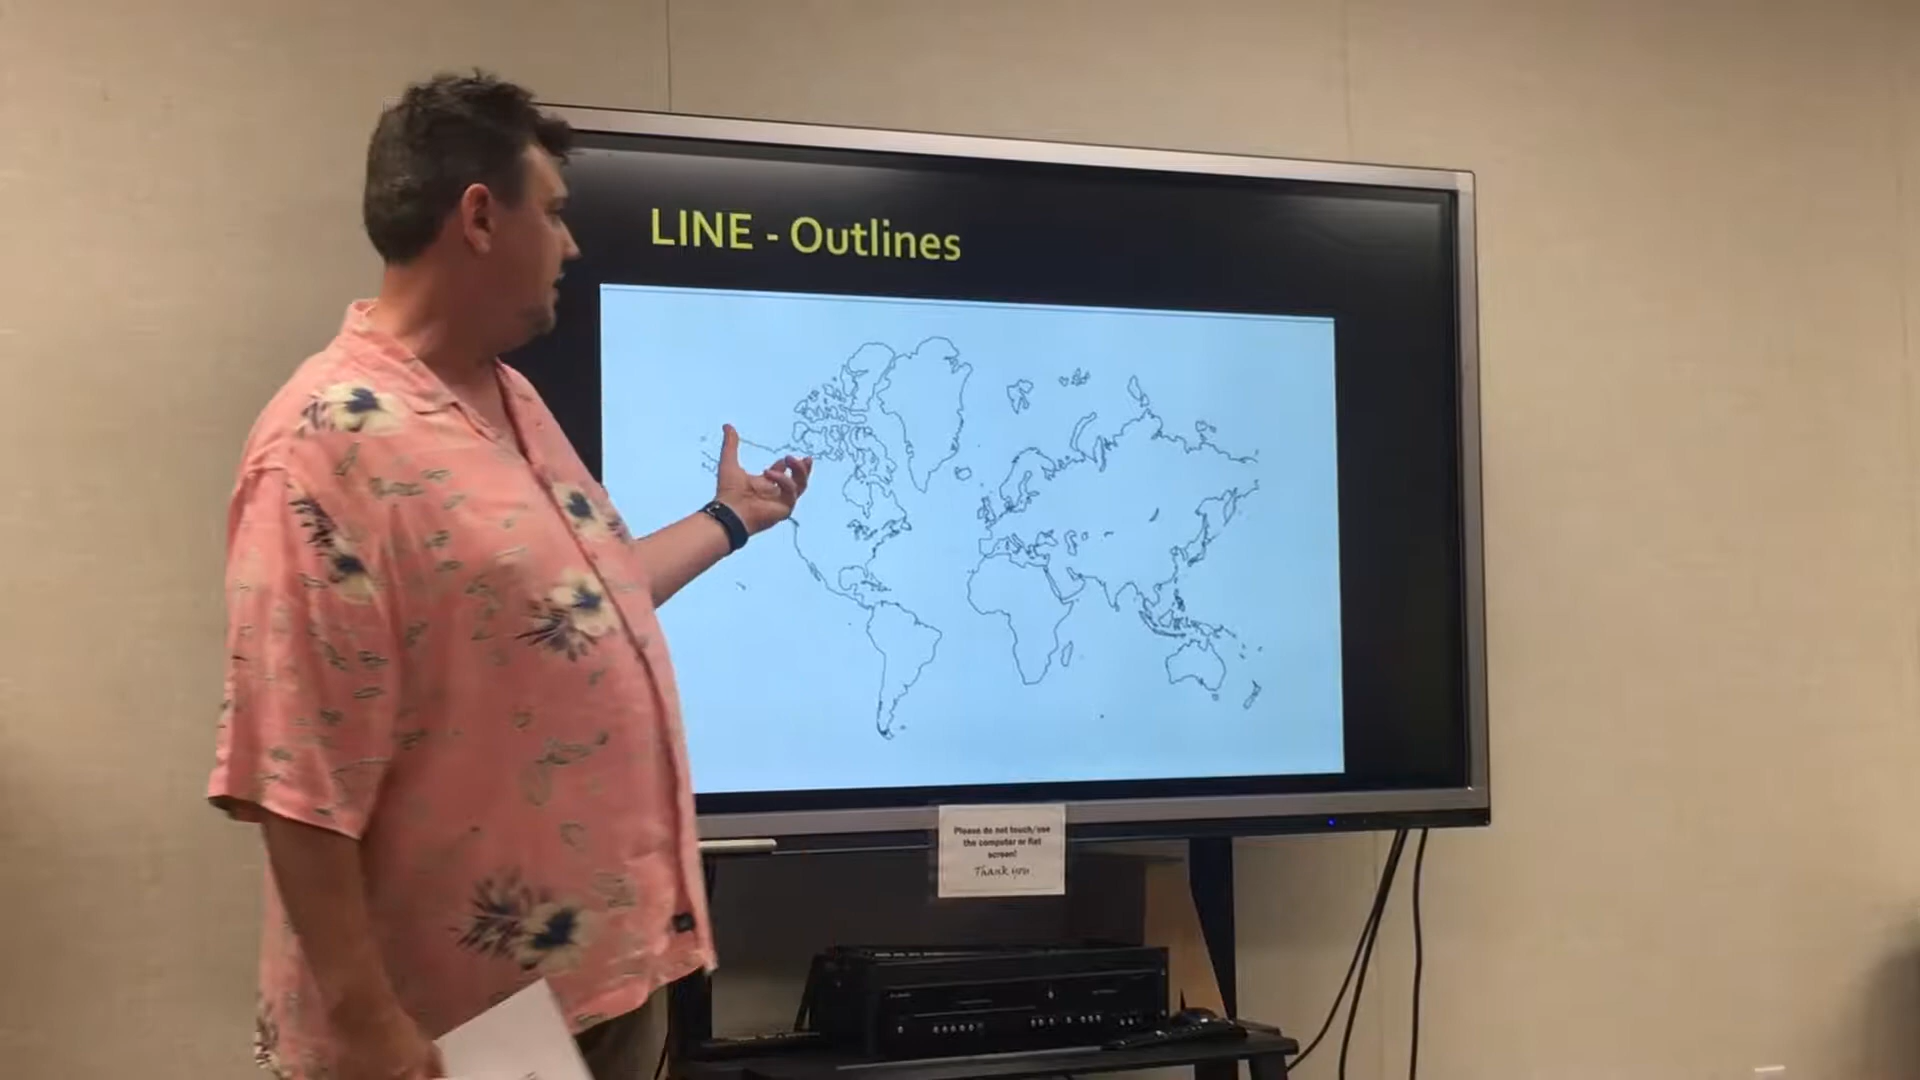 LINE - Outlines
Please do not touch/use
the computer or flat
screen!
Thank you